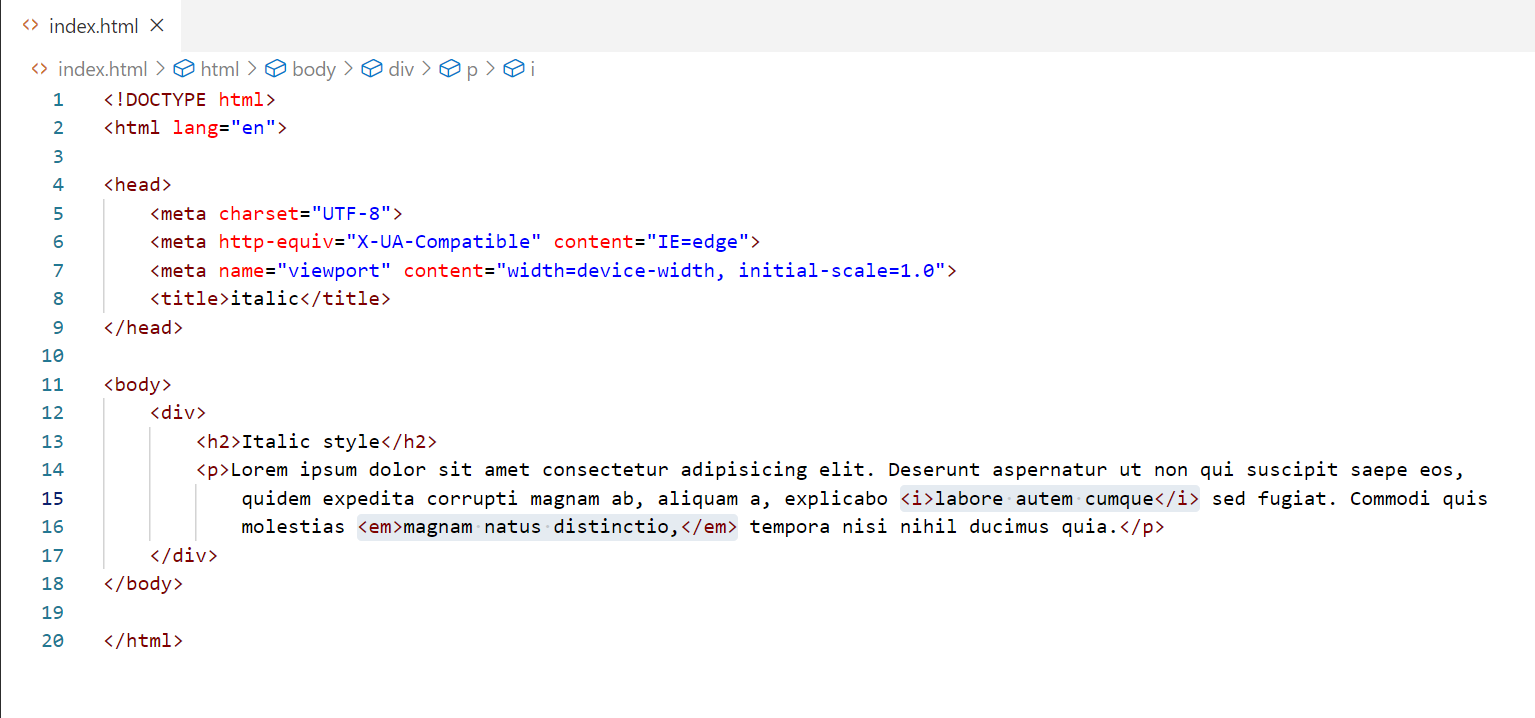 index.html
index.html > html > body > div > p > i
1 <!DOCTYPE html>
2 <html lang="en">
3
4 <head>
5     <meta charset="UTF-8">
6     <meta http-equiv="X-UA-Compatible" content="IE=edge">
7     <meta name="viewport" content="width=device-width, initial-scale=1.0">
8     <title>italic</title>
9 </head>
10
11 <body>
12     <div>
13         <h2>Italic style</h2>
14         <p>Lorem ipsum dolor sit amet consectetur adipisicing elit. Deserunt aspernatur ut non qui suscipit saepe eos,
15             quidem expedita corrupti magnam ab, aliquam a, explicabo <i>labore autem cumque</i> sed fugiat. Commodi quis
16             molestias <em>magnam natus distinctio,</em> tempora nisi nihil ducimus quia.</p>
17     </div>
18 </body>
19
20 </html>